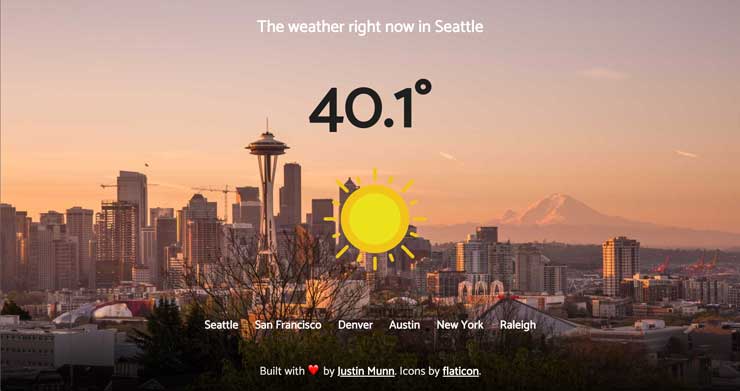 The weather right now in Seattle
40.1°
Seattle San Francisco Denver Austin New York Raleigh
Built with ❤️ by Justin Munn. Icons by flaticon.